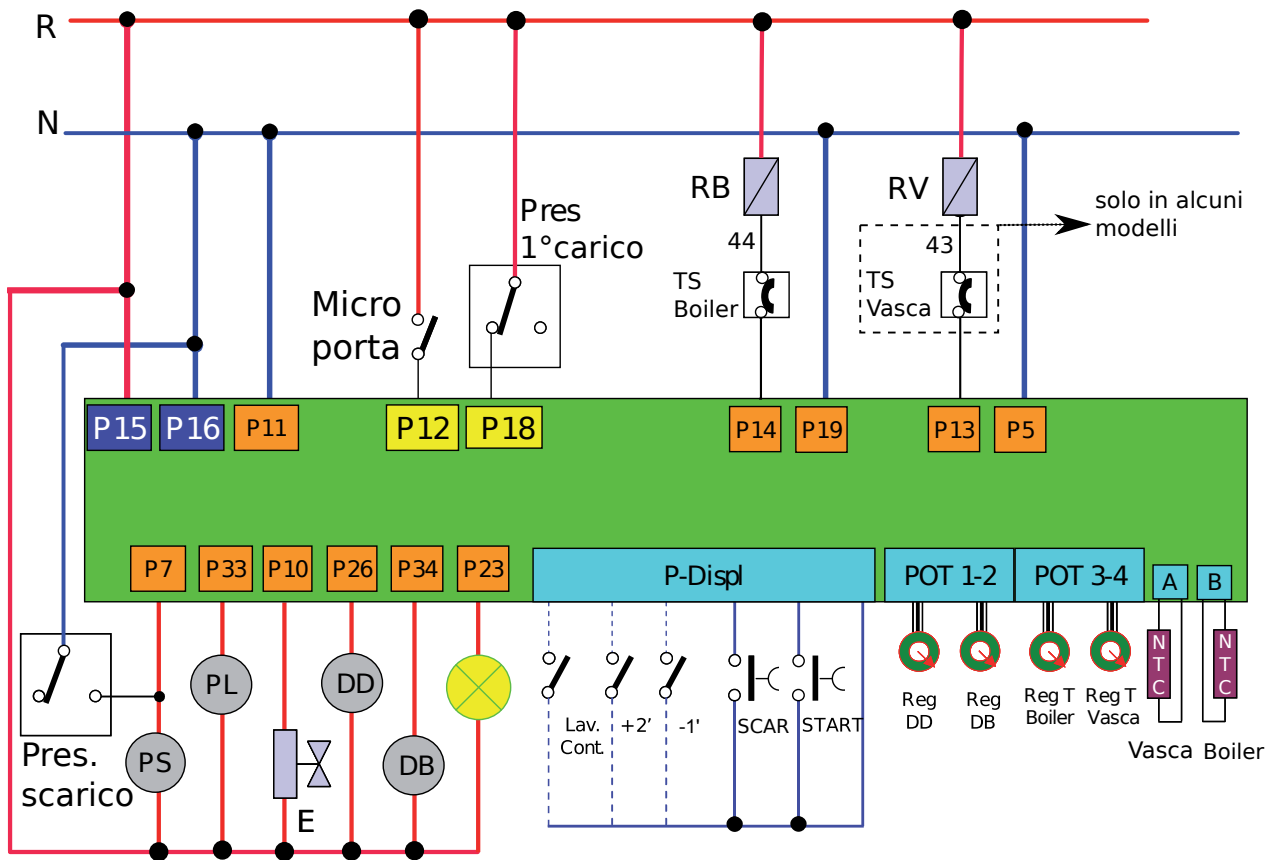 R
N
Pres
1°carico
Micro
porta
RB
44
TS
Boiler
RV
43
TS
Vasca
solo in alcuni
modelli
P15
P16
P11
P12
P18
P14
P19
P13
P5
P7
P33
P10
P26
P34
P23
P-Displ
POT 1-2
POT 3-4
A
B
PL
DD
PS
DB
E
Pres.
scarico
Lav.
Cont.
+2’
-1'
SCAR
START
Reg
DD
Reg
DB
Reg T
Boiler
Reg T
Vasca
NTC
NTC
Vasca
Boiler